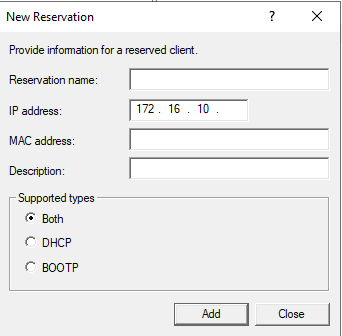 New Reservation ? ×
Provide information for a reserved client.
Reservation name:
IP address: 172 . 16 . 10 .
MAC address:
Description:
Supported types
Both
DHCP
BOOTP
Add Close